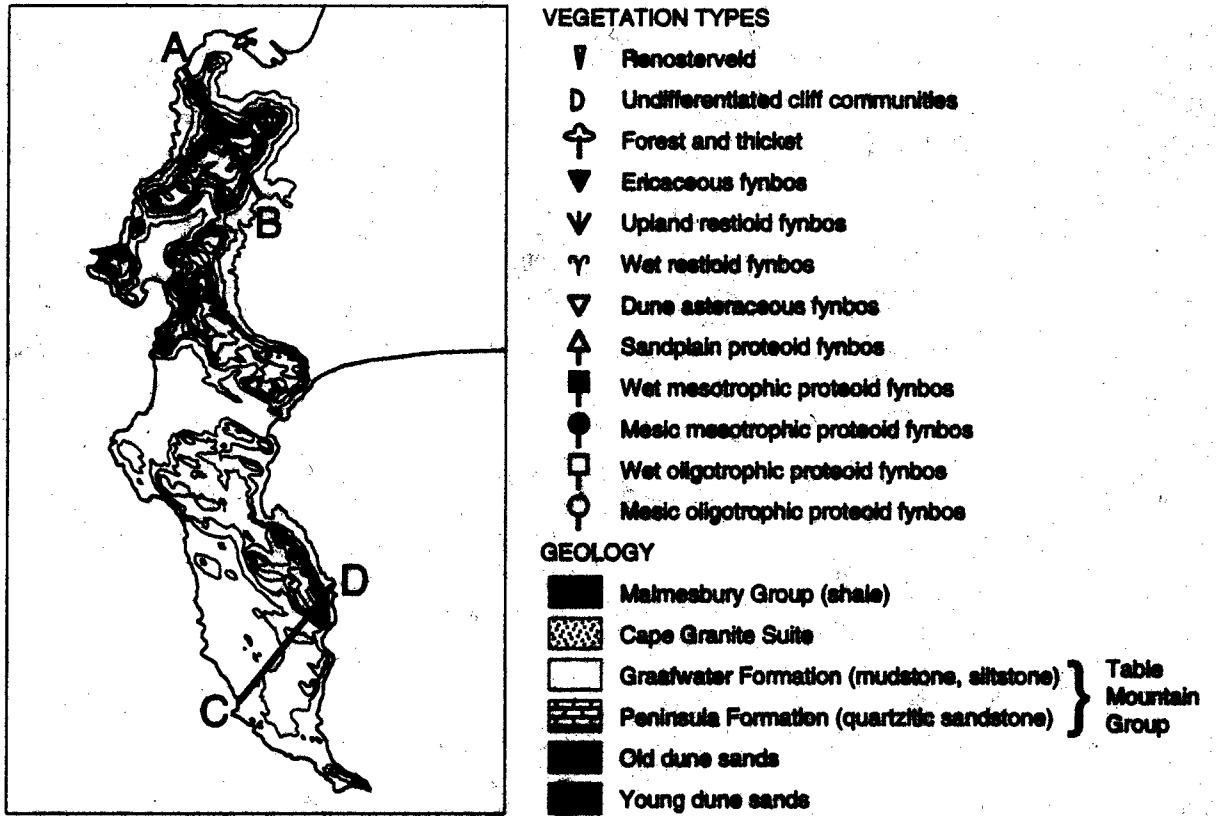 A
B
C
D
VEGETATION TYPES
Renosterveld
Undifferentiated cliff communities
Forest and thicket
Ericaceous fynbos
Upland restioid fynbos
Wet restioid fynbos
Dune asteraceous fynbos
Sandplain proteoid fynbos
Wet mesotrophic proteoid fynbos
Mesic mesotrophic proteoid fynbos
Wet oligotrophic proteoid fynbos
Mesic oligotrophic proteoid fynbos
GEOLOGY
Malmesbury Group (shale)
Cape Granite Suite
Graafwater Formation (mudstone, siltstone)
Peninsula Formation (quartzitic sandstone)
Table
Mountain
Group
Old dune sands
Young dune sands